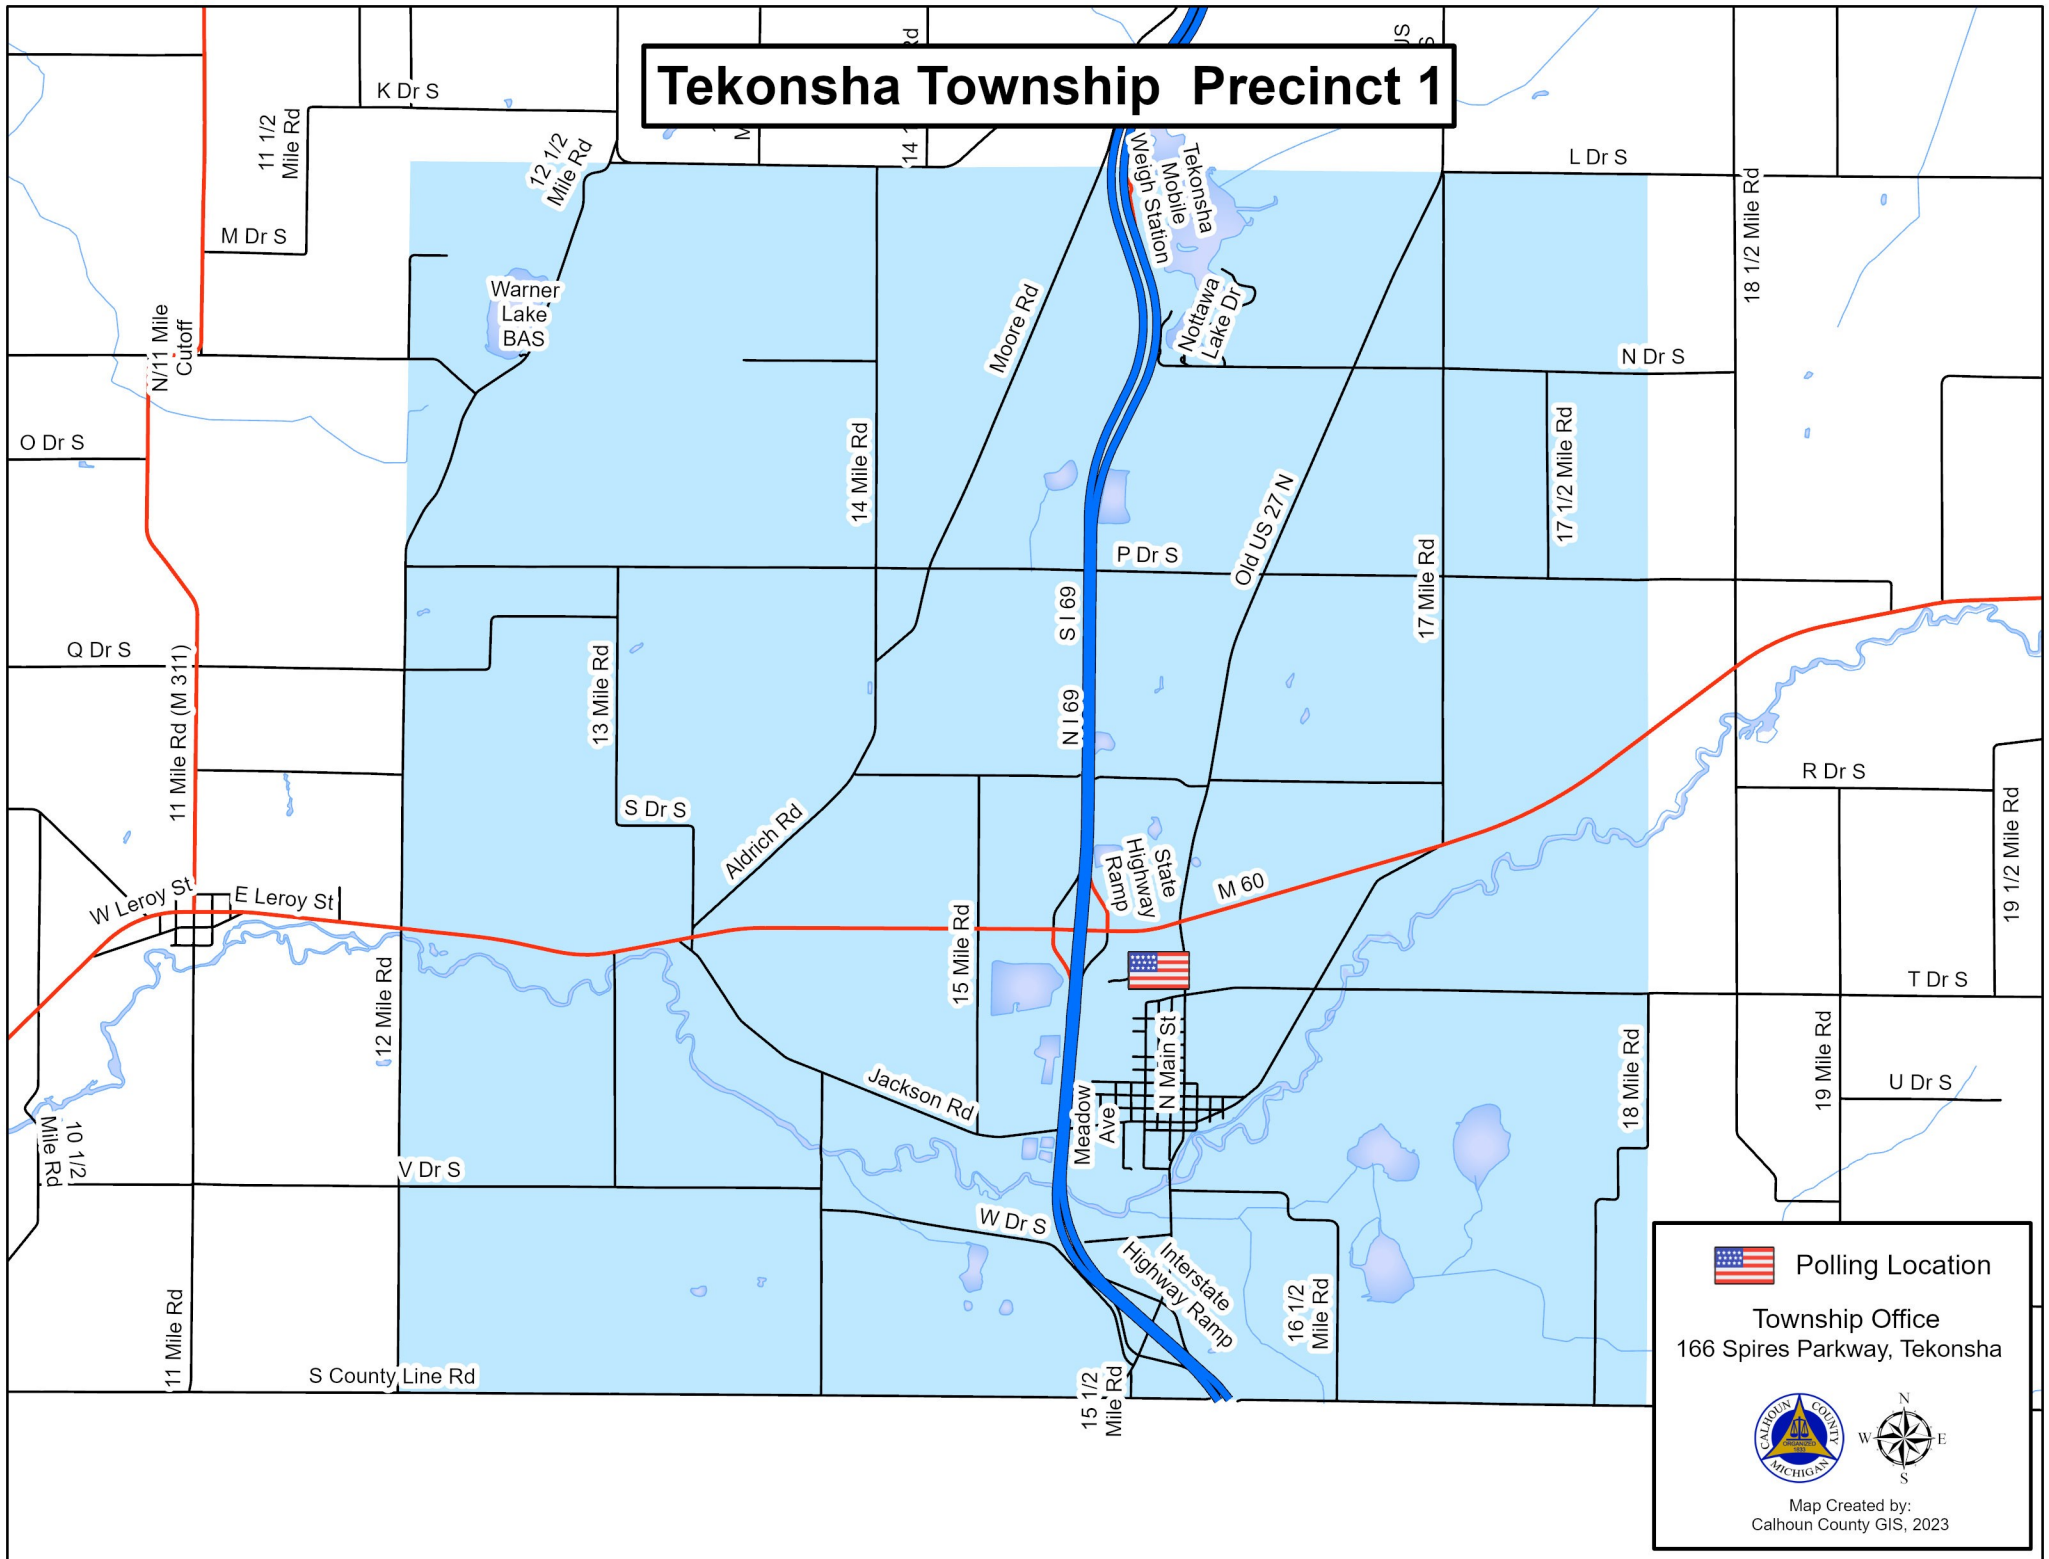 Tekonsha Township Precinct 1
K Dr S
11 1/2
Mile Rd
12 1/2
Mile Rd
14
M
US
L Dr S
18 1/2 Mile Rd
M Dr S
Tekonsha
Mobile
Weigh Station
Warner
Lake
BAS
Moore Rd
Nottawa
Lake Dr
N/11 Mile
Cutoff
N Dr S
O Dr S
14 Mile Rd
17 1/2 Mile Rd
Old US 27 N
P Dr S
S I 69
17 Mile Rd
Q Dr S
11 Mile Rd (M 311)
13 Mile Rd
N I 69
R Dr S
S Dr S
Aldrich Rd
State
Highway
Ramp
19 1/2 Mile Rd
W Leroy St
E Leroy St
M 60
15 Mile Rd
12 Mile Rd
T Dr S
N Main St
18 Mile Rd
19 Mile Rd
U Dr S
Jackson Rd
Meadow
Ave
10 1/2
Mile Rd
V Dr S
W Dr S
Interstate
Highway Ramp
16 1/2
Mile Rd
11 Mile Rd
S County Line Rd
15 1/2
Mile Rd
Polling Location
Township Office
166 Spires Parkway, Tekonsha
CALHOUN COUNTY
ORGANIZED
1833
MICHIGAN
N
W
E
S
Map Created by:
Calhoun County GIS, 2023